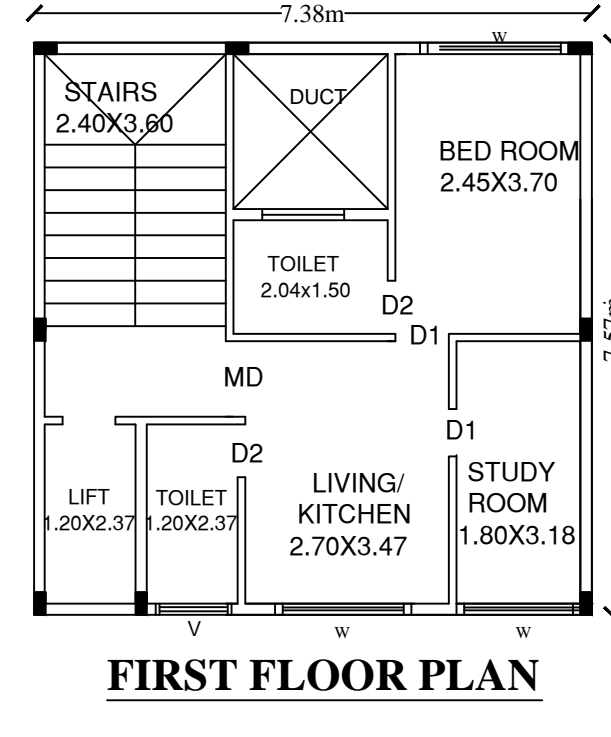 7.38m
w
STAIRS
2.40X3.60
DUCT
BED ROOM
2.45X3.70
TOILET
2.04x1.50
D2
D1
7.57m
MD
D1
D2
LIFT
1.20X2.37
TOILET
1.20X2.37
LIVING/
KITCHEN
2.70X3.47
STUDY
ROOM
1.80X3.18
V
w
w
FIRST FLOOR PLAN